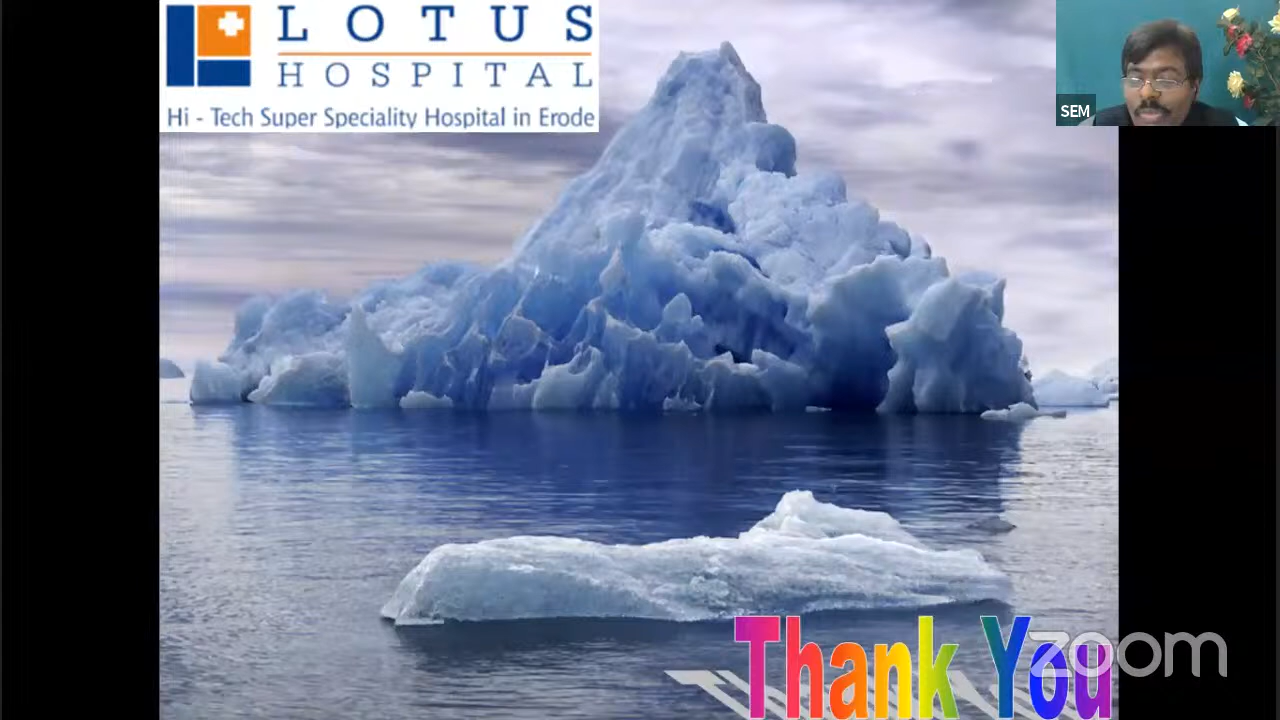 LOTUS
HOSPITAL
Hi - Tech Super Speciality Hospital in Erode
SEM
Thank You
zoom